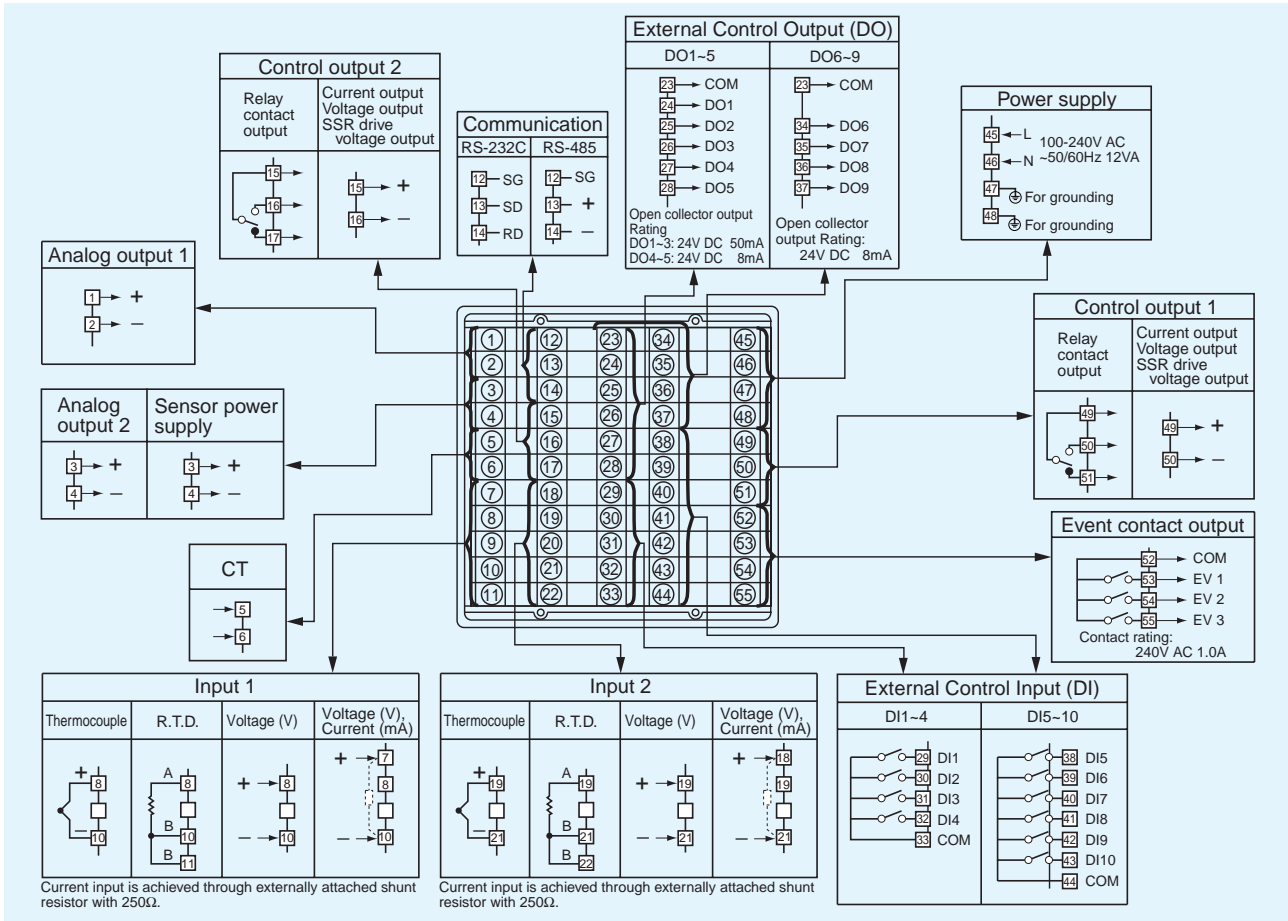 External Control Output (DO)
DO1~5 DO6~9
23 COM
24 DO1
25 DO2
26 DO3
27 DO4
28 DO5
Open collector output
Rating
DO1~3: 24V DC 50mA
DO4~5: 24V DC 8mA
23 COM
34 DO6
35 DO7
36 DO8
37 DO9
Open collector
output Rating:
24V DC 8mA
Control output 2
Relay
contact
output
15
16
17
Current output
Voltage output
SSR drive
voltage output
15 +
16 –
Communication
RS-232C RS-485
12 SG
13 SD
14 RD
12 SG
13 +
14 –
Power supply
45 L
46 N
100-240V AC
~50/60Hz 12VA
47 For grounding
48 For grounding
Analog output 1
1 +
2 –
Analog
output 2
3 +
4 –
Sensor power
supply
3 +
4 –
CT
5
6
1 12 23 34 45
2 13 24 35 46
3 14 25 36 47
4 15 26 37 48
5 16 27 38 49
6 17 28 39 50
7 18 29 40 51
8 19 30 41 52
9 20 31 42 53
10 21 32 43 54
11 22 33 44 55
Control output 1
Relay
contact
output
49
50
51
Current output
Voltage output
SSR drive
voltage output
49 +
50 –
Event contact output
52 COM
53 EV 1
54 EV 2
55 EV 3
Contact rating:
240V AC 1.0A
Input 1
Thermocouple
+ 8
– 10
R.T.D.
A 8
B 10
B 11
Voltage (V)
+ 8
– 10
Voltage (V),
Current (mA)
+ 7
8
– 10
Current input is achieved through externally attached shunt
resistor with 250Ω.
Input 2
Thermocouple
+ 19
– 21
R.T.D.
A 19
B 21
B 22
Voltage (V)
+ 19
– 21
Voltage (V),
Current (mA)
+ 18
19
– 21
Current input is achieved through externally attached shunt
resistor with 250Ω.
External Control Input (DI)
DI1~4 DI5~10
29 DI1
30 DI2
31 DI3
32 DI4
33 COM
38 DI5
39 DI6
40 DI7
41 DI8
42 DI9
43 DI10
44 COM